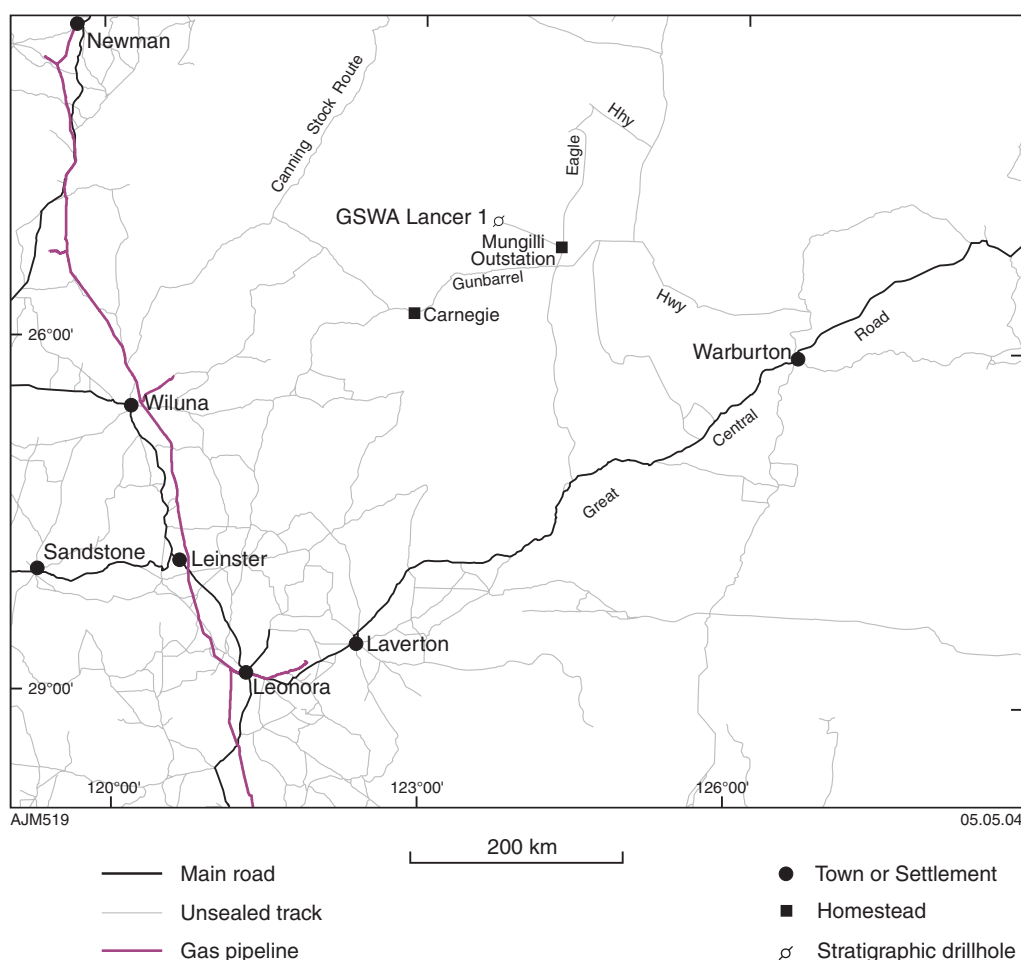 Newman
Canning Stock Route
Hhy
Eagle
GSWA Lancer 1
Mungilli
Outstation
Gunbarrel
Carnegie
Hwy
26°00'
Warburton
Road
Wiluna
Central
Great
Sandstone
Leinster
Laverton
29°00'
Leonora
120°00'
123°00'
126°00'
AJM519
05.05.04
200 km
Main road
Town or Settlement
Unsealed track
Homestead
Gas pipeline
Stratigraphic drillhole